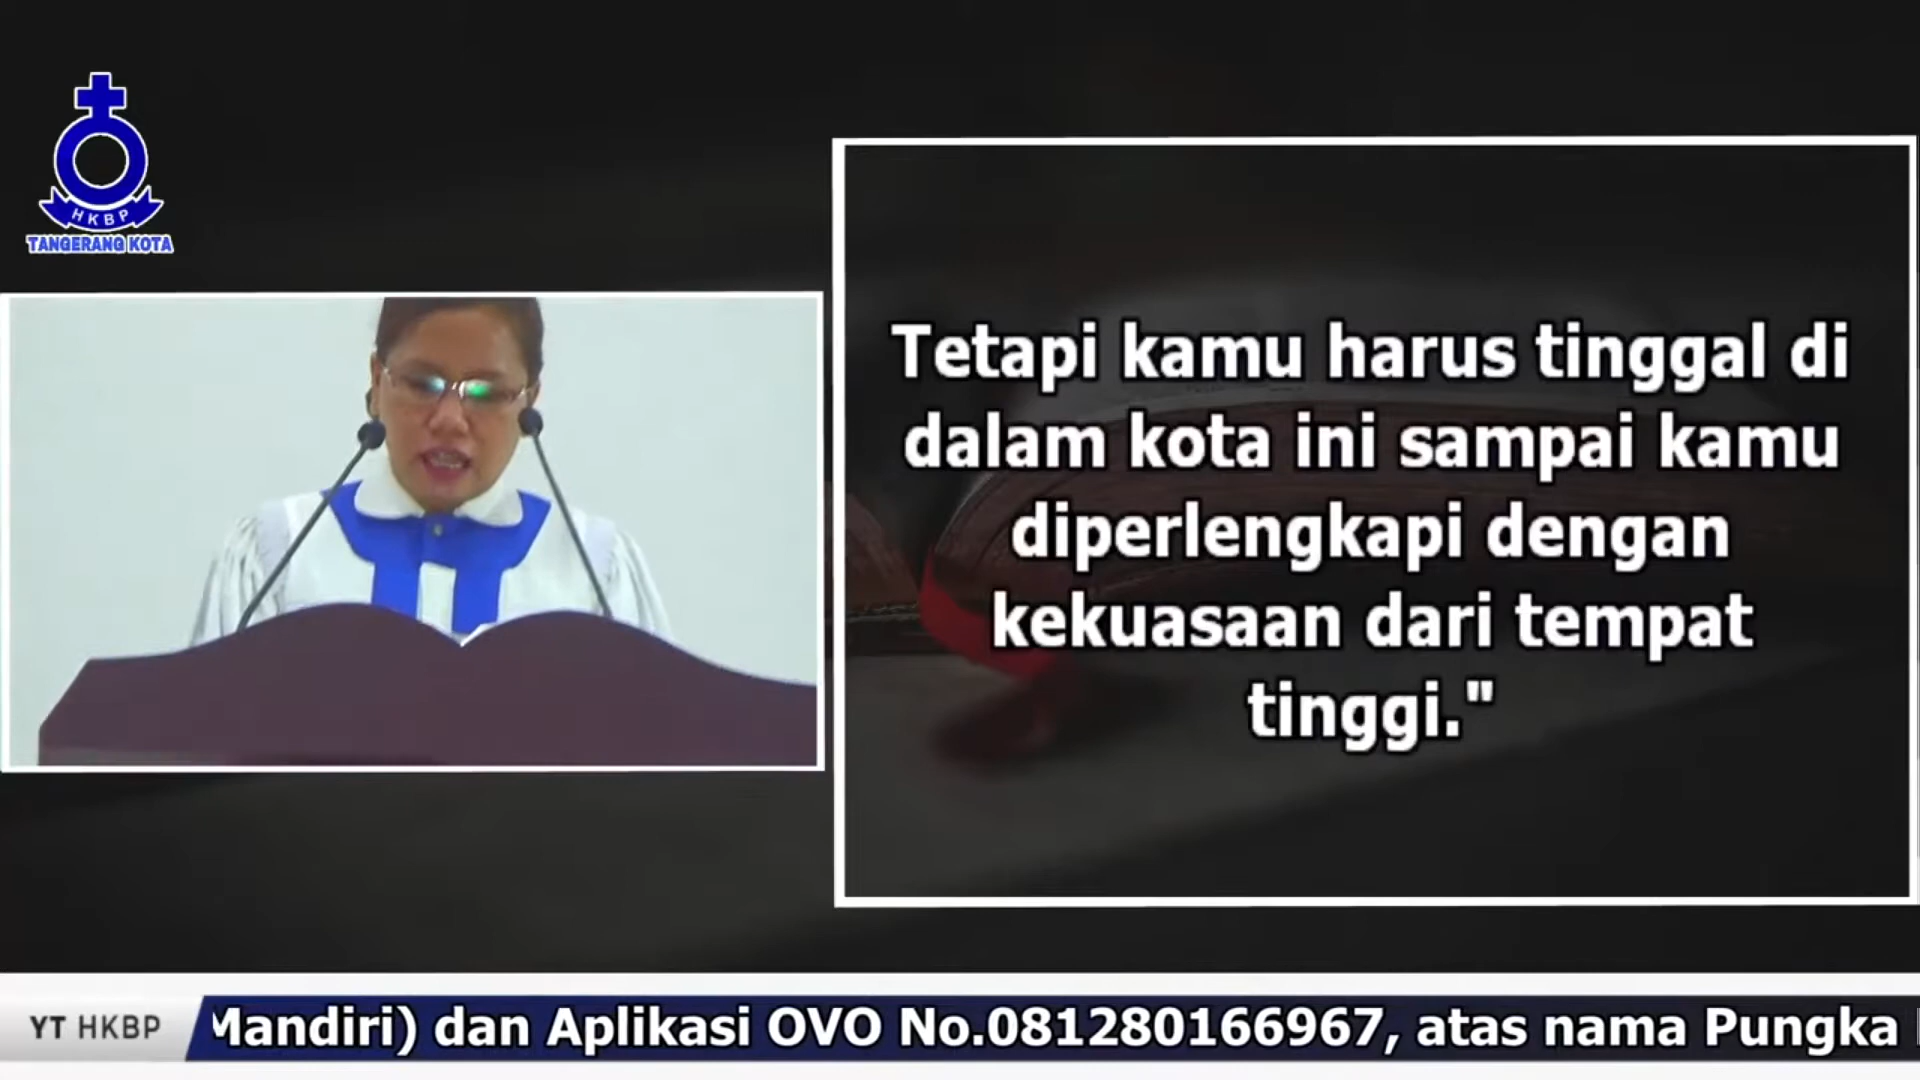 HKBP
TANGERANG KOTA
Tetapi kamu harus tinggal di
dalam kota ini sampai kamu
diperlengkapi dengan
kekuasaan dari tempat
tinggi."
YT HKBP
Mandiri) dan Aplikasi OVO No.081280166967, atas nama Pungka